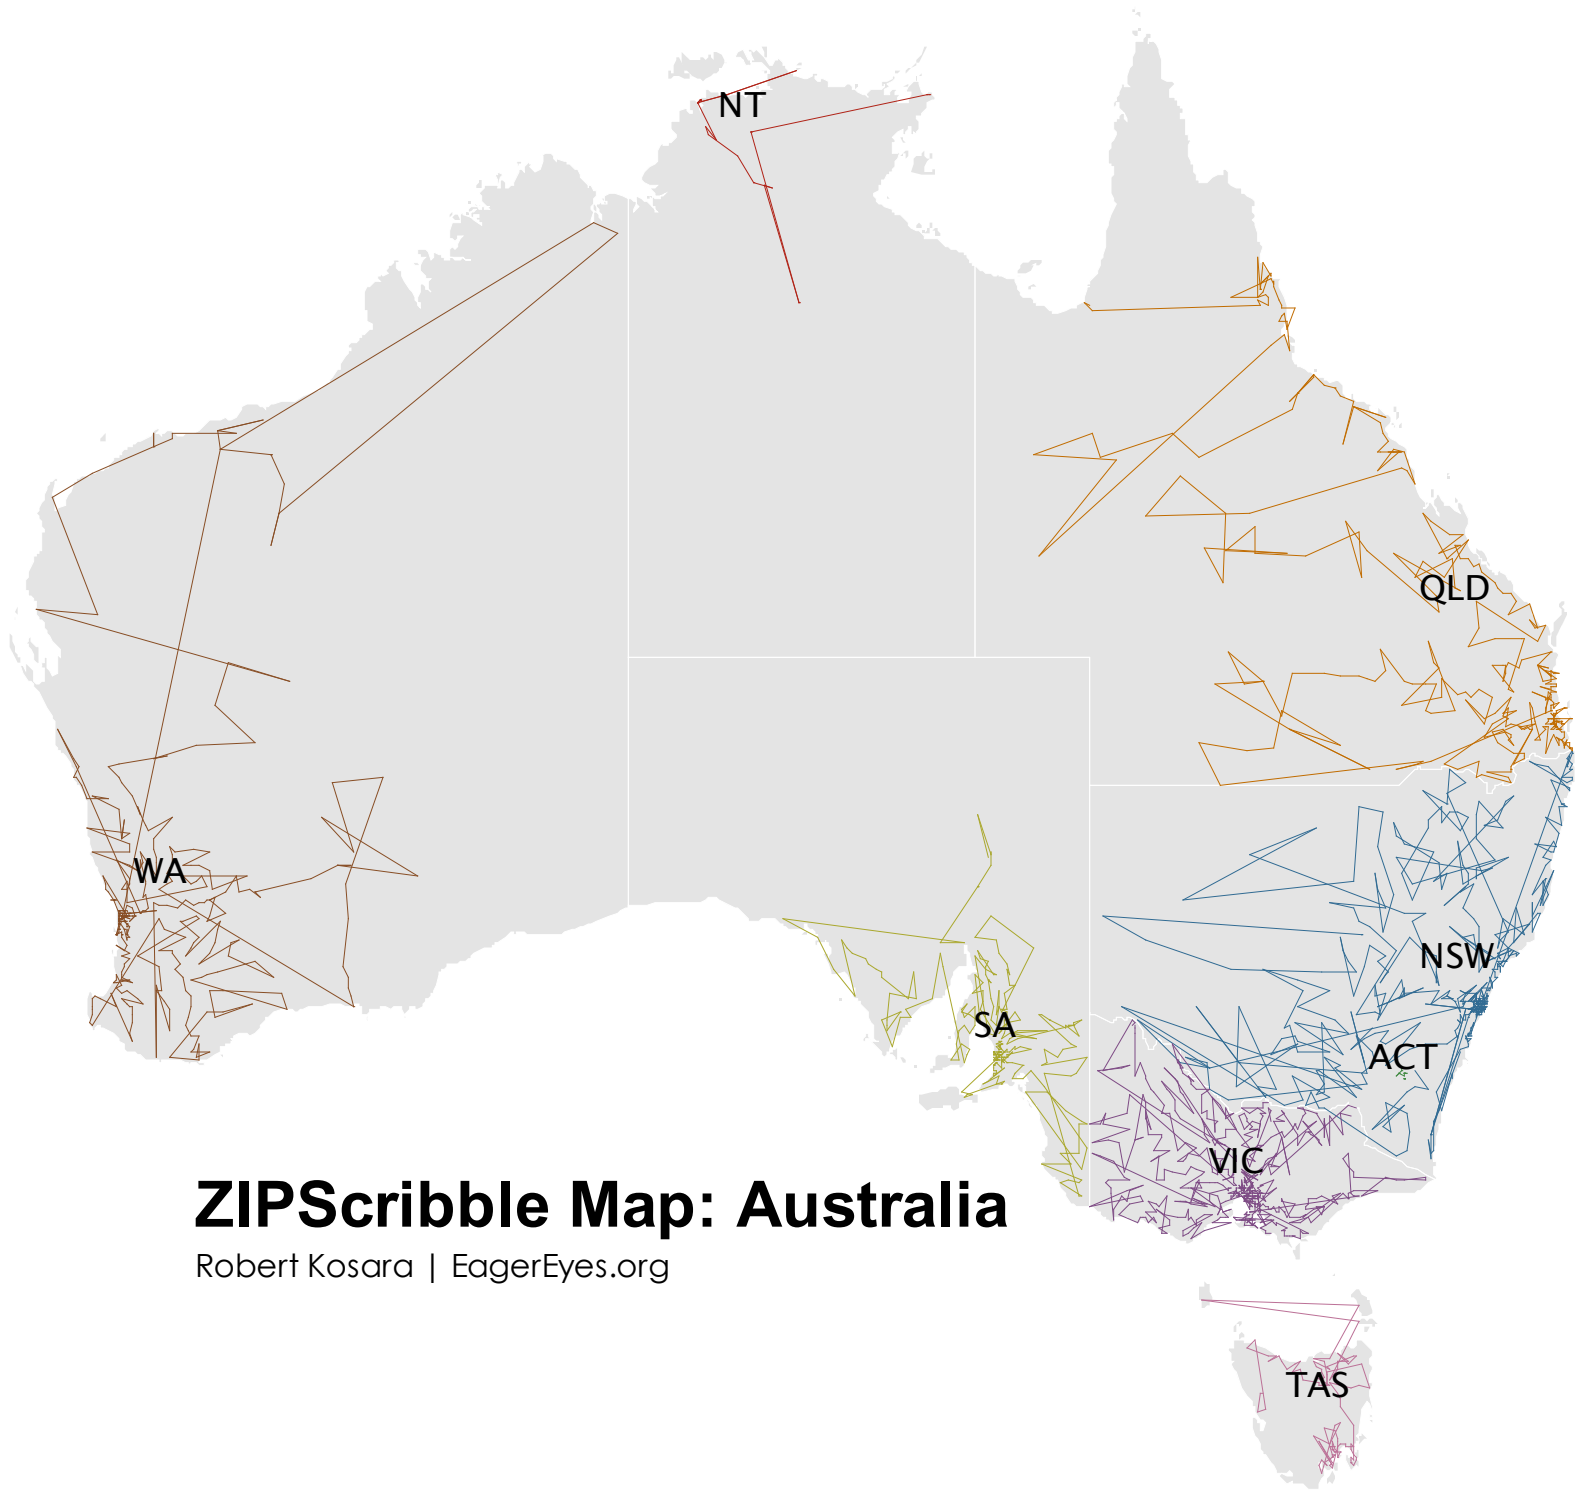 NT
QLD
WA
NSW
SA
ACT
VIC
ZIPScribble Map: Australia
Robert Kosara | EagerEyes.org
TAS